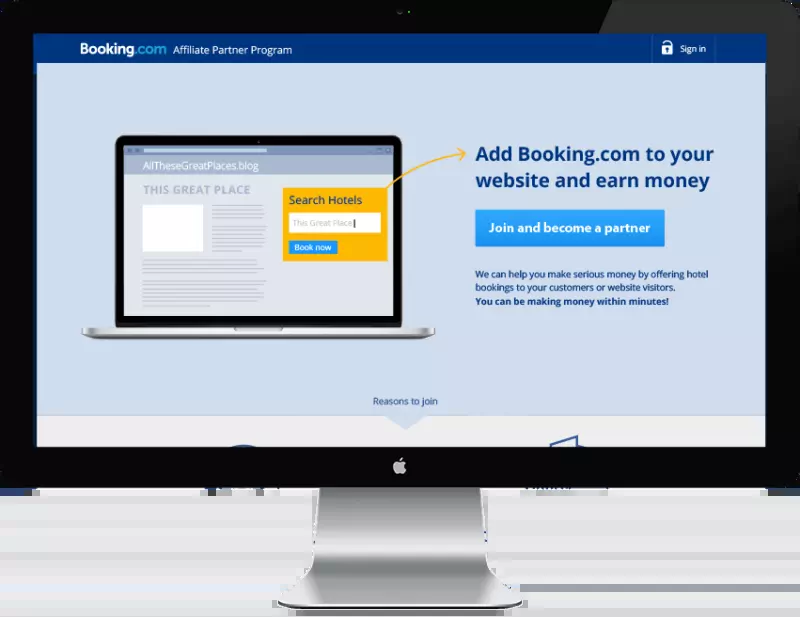 Booking.com Affiliate Partner Program
Sign in
AllTheseGreatPlaces.blog
THIS GREAT PLACE
Search Hotels
This Great Place
Book now
Add Booking.com to your
website and earn money
Join and become a partner
We can help you make serious money by offering hotel
bookings to your customers or website visitors.
You can be making money within minutes!
Reasons to join